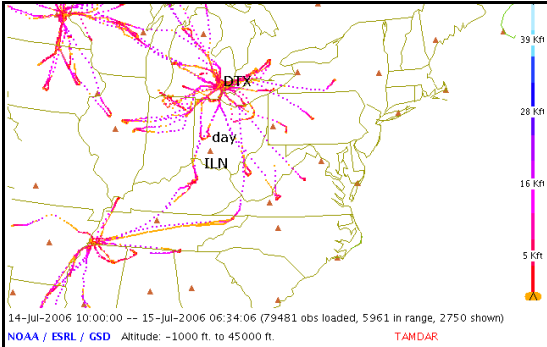 39 Kft
DTX
28 Kft
day
ILN
16 Kft
5 Kft
14-Jul-2006 10:00:00 -- 15-Jul-2006 06:34:06 (79481 obs loaded, 5961 in range, 2750 shown)
NOAA / ESRL / GSD Altitude: -1000 ft. to 45000 ft. TAMDAR